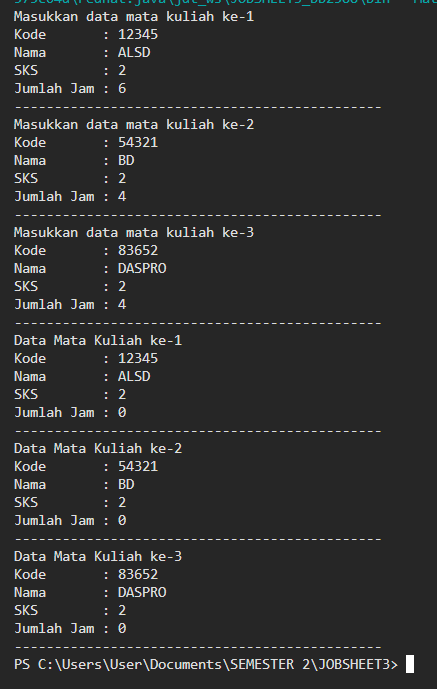 Masukkan data mata kuliah ke-1
Kode       : 12345
Nama       : ALSD
SKS        : 2
Jumlah Jam : 6
----------------------------------------------
Masukkan data mata kuliah ke-2
Kode       : 54321
Nama       : BD
SKS        : 2
Jumlah Jam : 4
----------------------------------------------
Masukkan data mata kuliah ke-3
Kode       : 83652
Nama       : DASPRO
SKS        : 2
Jumlah Jam : 4
----------------------------------------------
Data Mata Kuliah ke-1
Kode       : 12345
Nama       : ALSD
SKS        : 2
Jumlah Jam : 0
----------------------------------------------
Data Mata Kuliah ke-2
Kode       : 54321
Nama       : BD
SKS        : 2
Jumlah Jam : 0
----------------------------------------------
Data Mata Kuliah ke-3
Kode       : 83652
Nama       : DASPRO
SKS        : 2
Jumlah Jam : 0
----------------------------------------------
PS C:\Users\User\Documents\SEMESTER 2\JOBSHEET3>